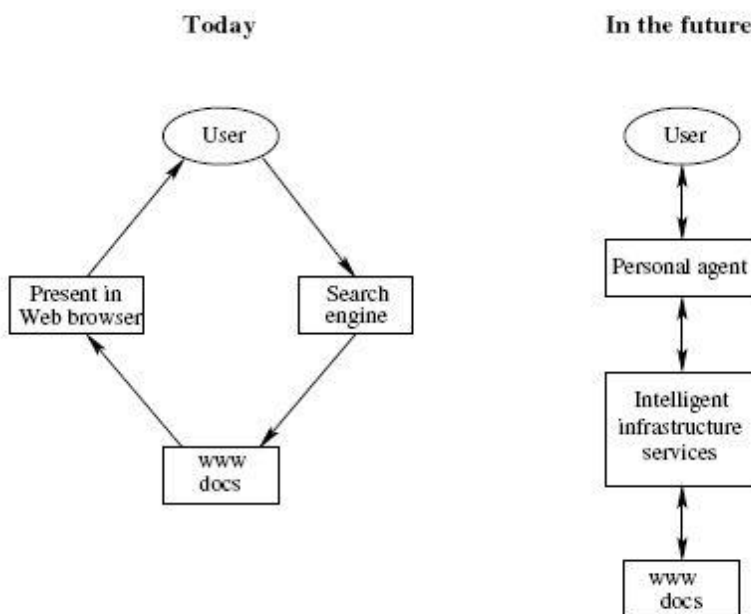 Today
User
Present in
Web browser
Search
engine
www
docs
In the future
User
Personal agent
Intelligent
infrastructure
services
www
docs